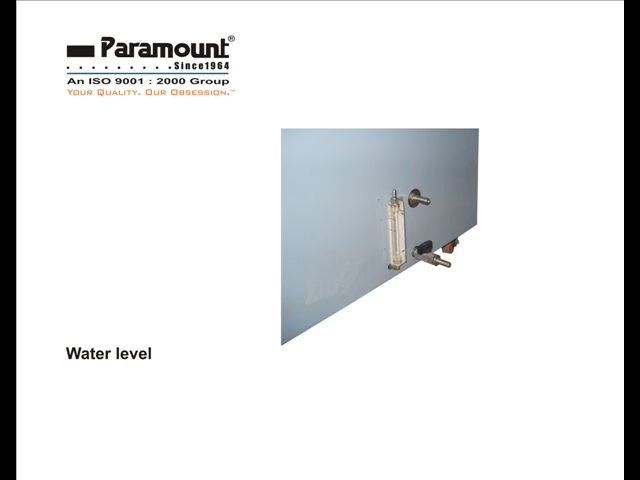 Paramount®
Since1964
An ISO 9001 : 2000 Group
Your Quality. Our Obsession.™
Water level